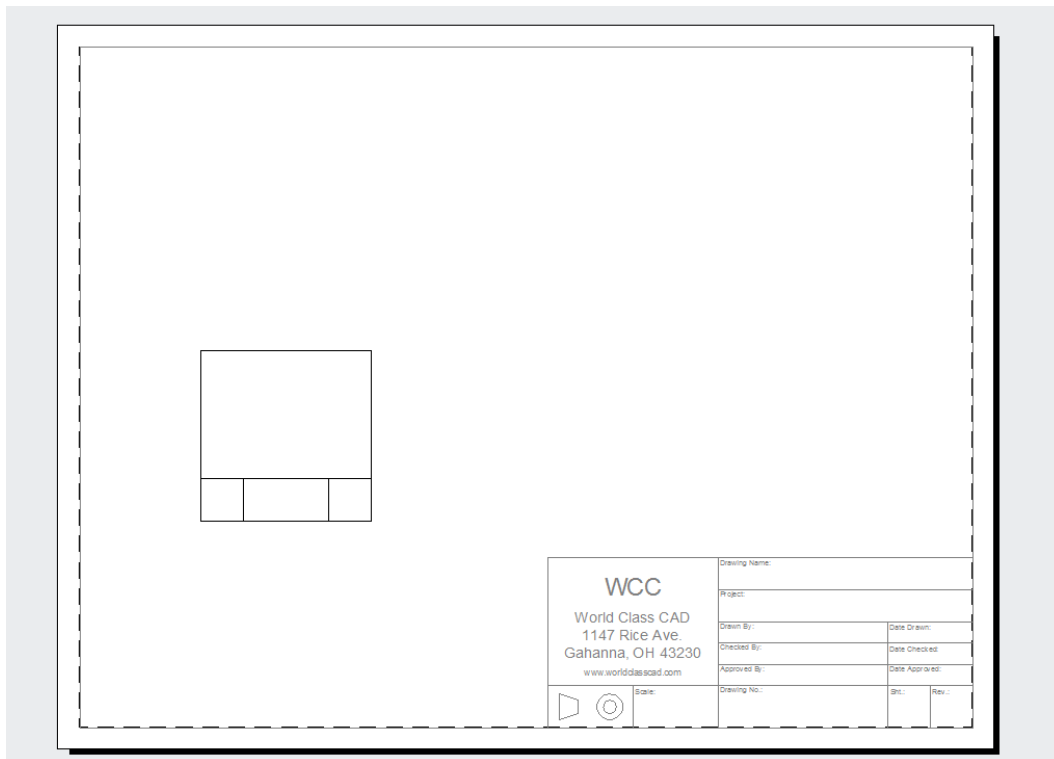 WCC
World Class CAD
1147 Rice Ave.
Gahanna, OH 43230
www.worldclasscad.com
Scale:
Drawing Name:
Project:
Drawn By:
Date Drawn:
Checked By:
Date Checked:
Approved By:
Date Approved:
Drawing No.:
Sht.:
Rev.: